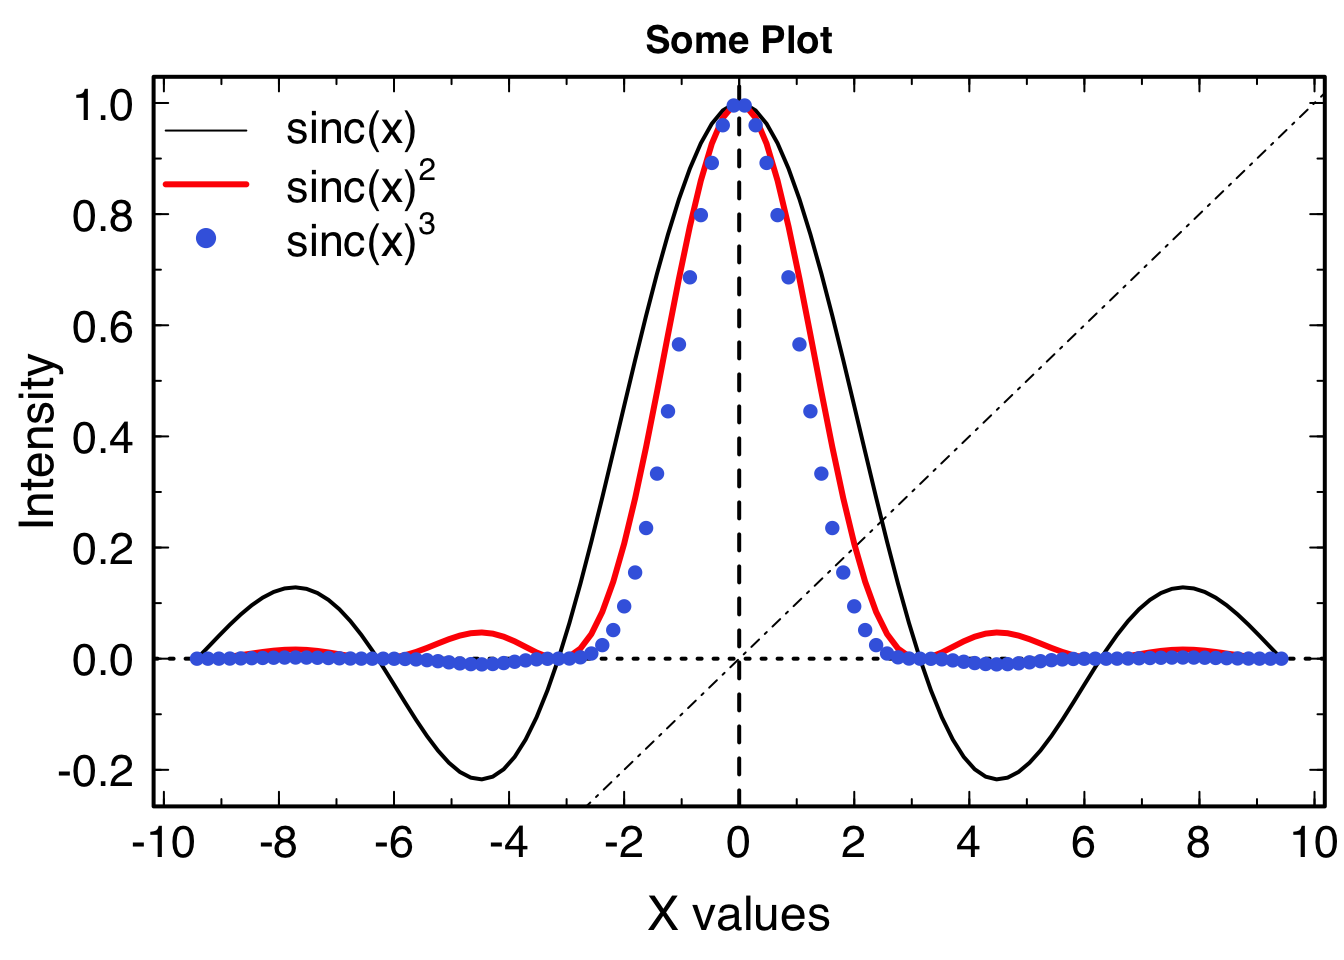 Some Plot
1.0
0.8
0.6
0.4
0.2
0.0
-0.2
Intensity
sinc(x)
sinc(x)²
sinc(x)³
-10 -8 -6 -4 -2 0 2 4 6 8 10
X values